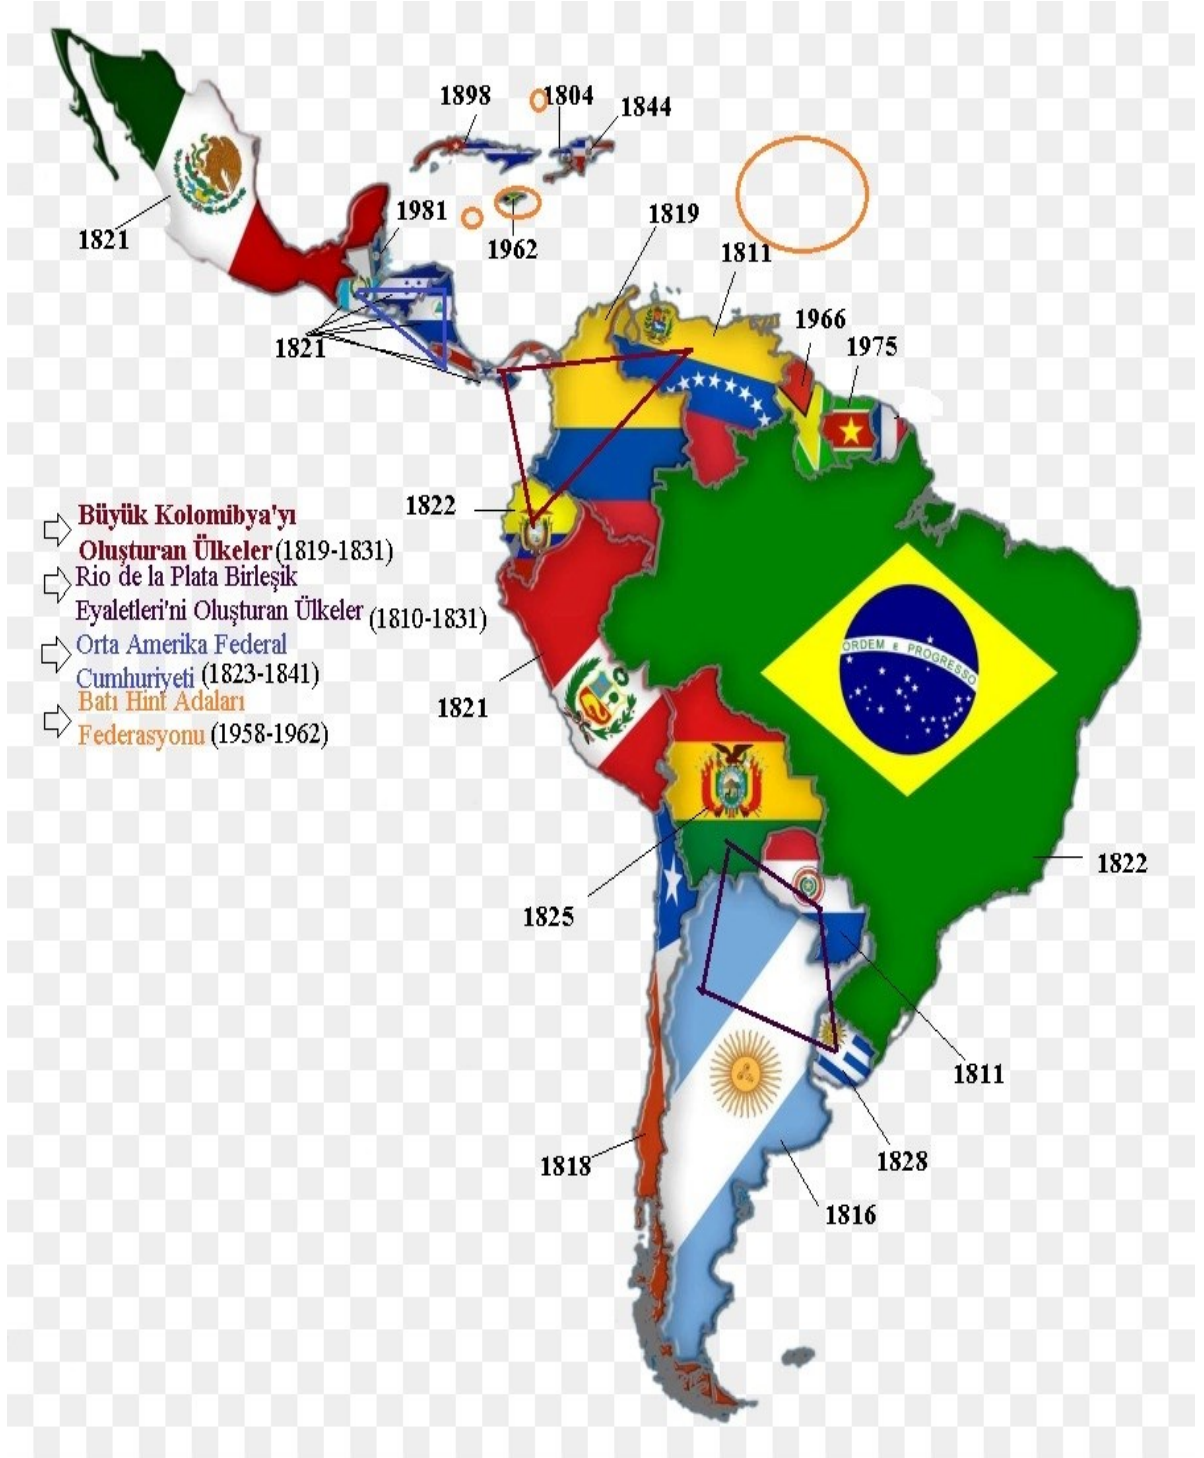 1898
1804
1844
1821
1981
1962
1819
1811
1966
1975
1821
1822
Büyük Kolomibya'yı
Oluşturan Ülkeler (1819-1831)
Rio de la Plata Birleşik
Eyaletleri'ni Oluşturan Ülkeler (1810-1831)
Orta Amerika Federal
Cumhuriyeti (1823-1841)
Batı Hint Adaları
Federasyonu (1958-1962)
ORDEM E PROGRESSO
1821
1822
1825
1811
1818
1828
1816